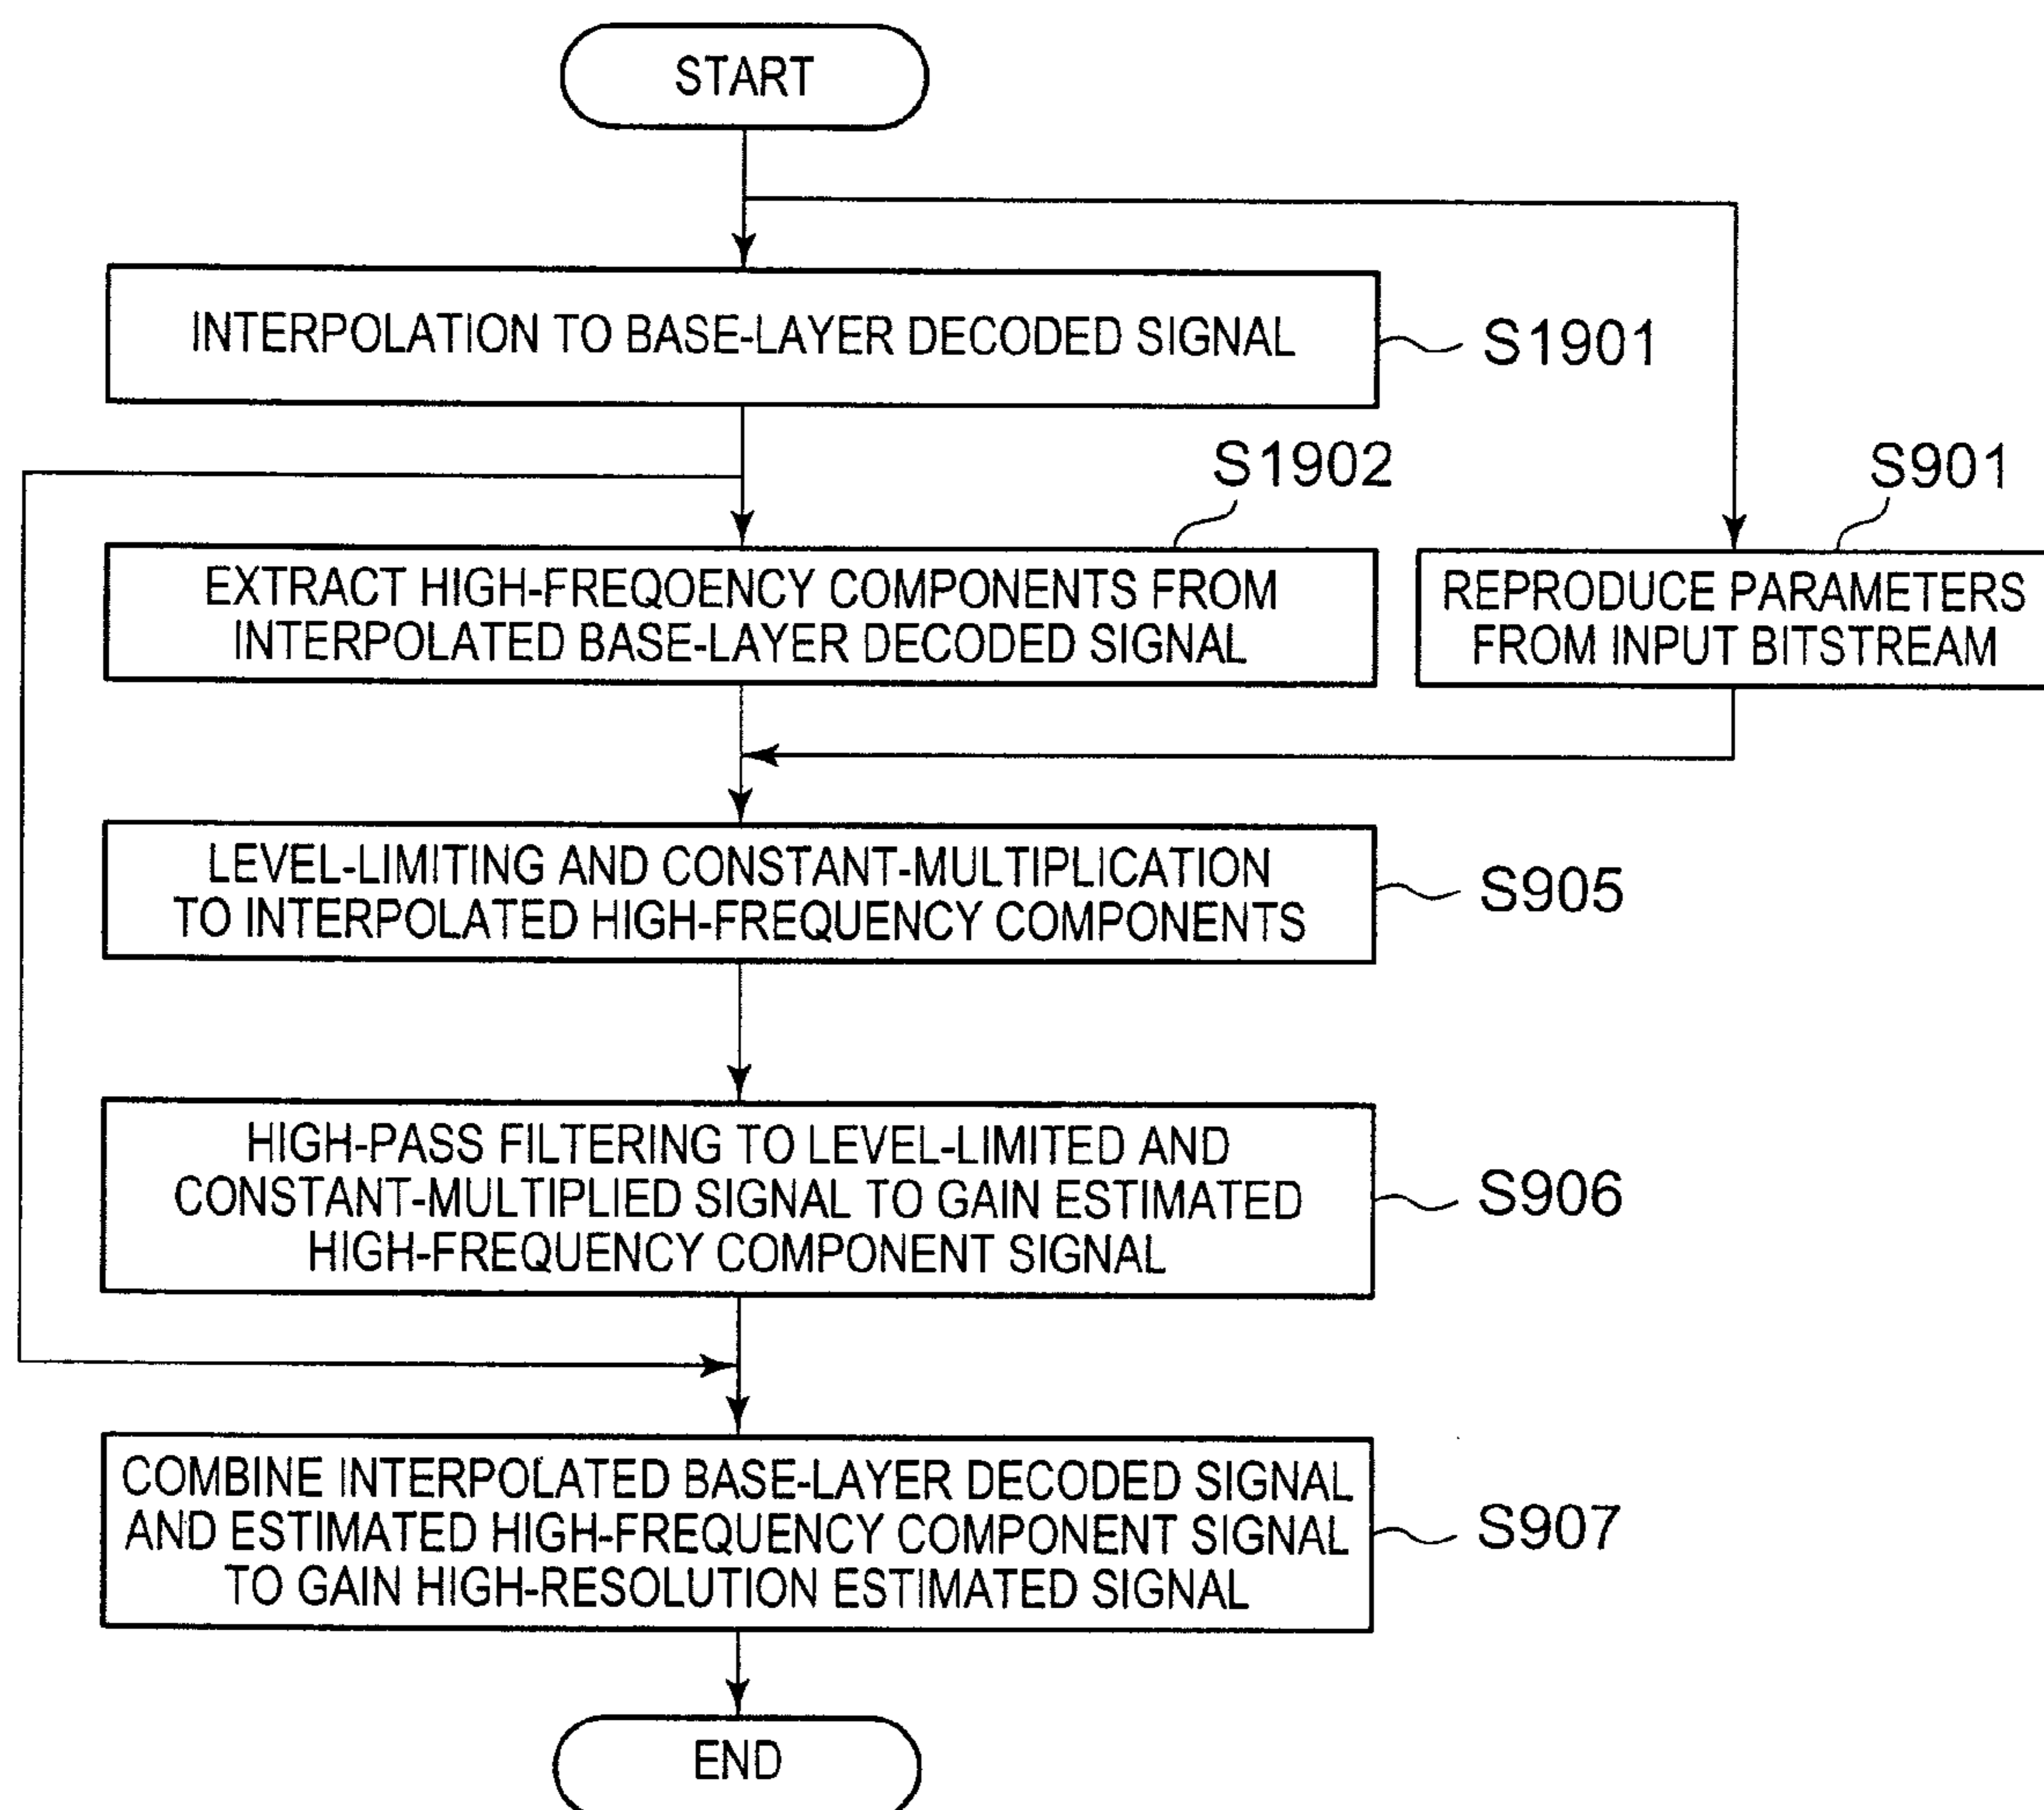 START
INTERPOLATION TO BASE-LAYER DECODED SIGNAL
S1901
S1902
S901
EXTRACT HIGH-FREQOENCY COMPONENTS FROM
INTERPOLATED BASE-LAYER DECODED SIGNAL
REPRODUCE PARAMETERS
FROM INPUT BITSTREAM
LEVEL-LIMITING AND CONSTANT-MULTIPLICATION
TO INTERPOLATED HIGH-FREQUENCY COMPONENTS
S905
HIGH-PASS FILTERING TO LEVEL-LIMITED AND
CONSTANT-MULTIPLIED SIGNAL TO GAIN ESTIMATED
HIGH-FREQUENCY COMPONENT SIGNAL
S906
COMBINE INTERPOLATED BASE-LAYER DECODED SIGNAL
AND ESTIMATED HIGH-FREQUENCY COMPONENT SIGNAL
TO GAIN HIGH-RESOLUTION ESTIMATED SIGNAL
S907
END